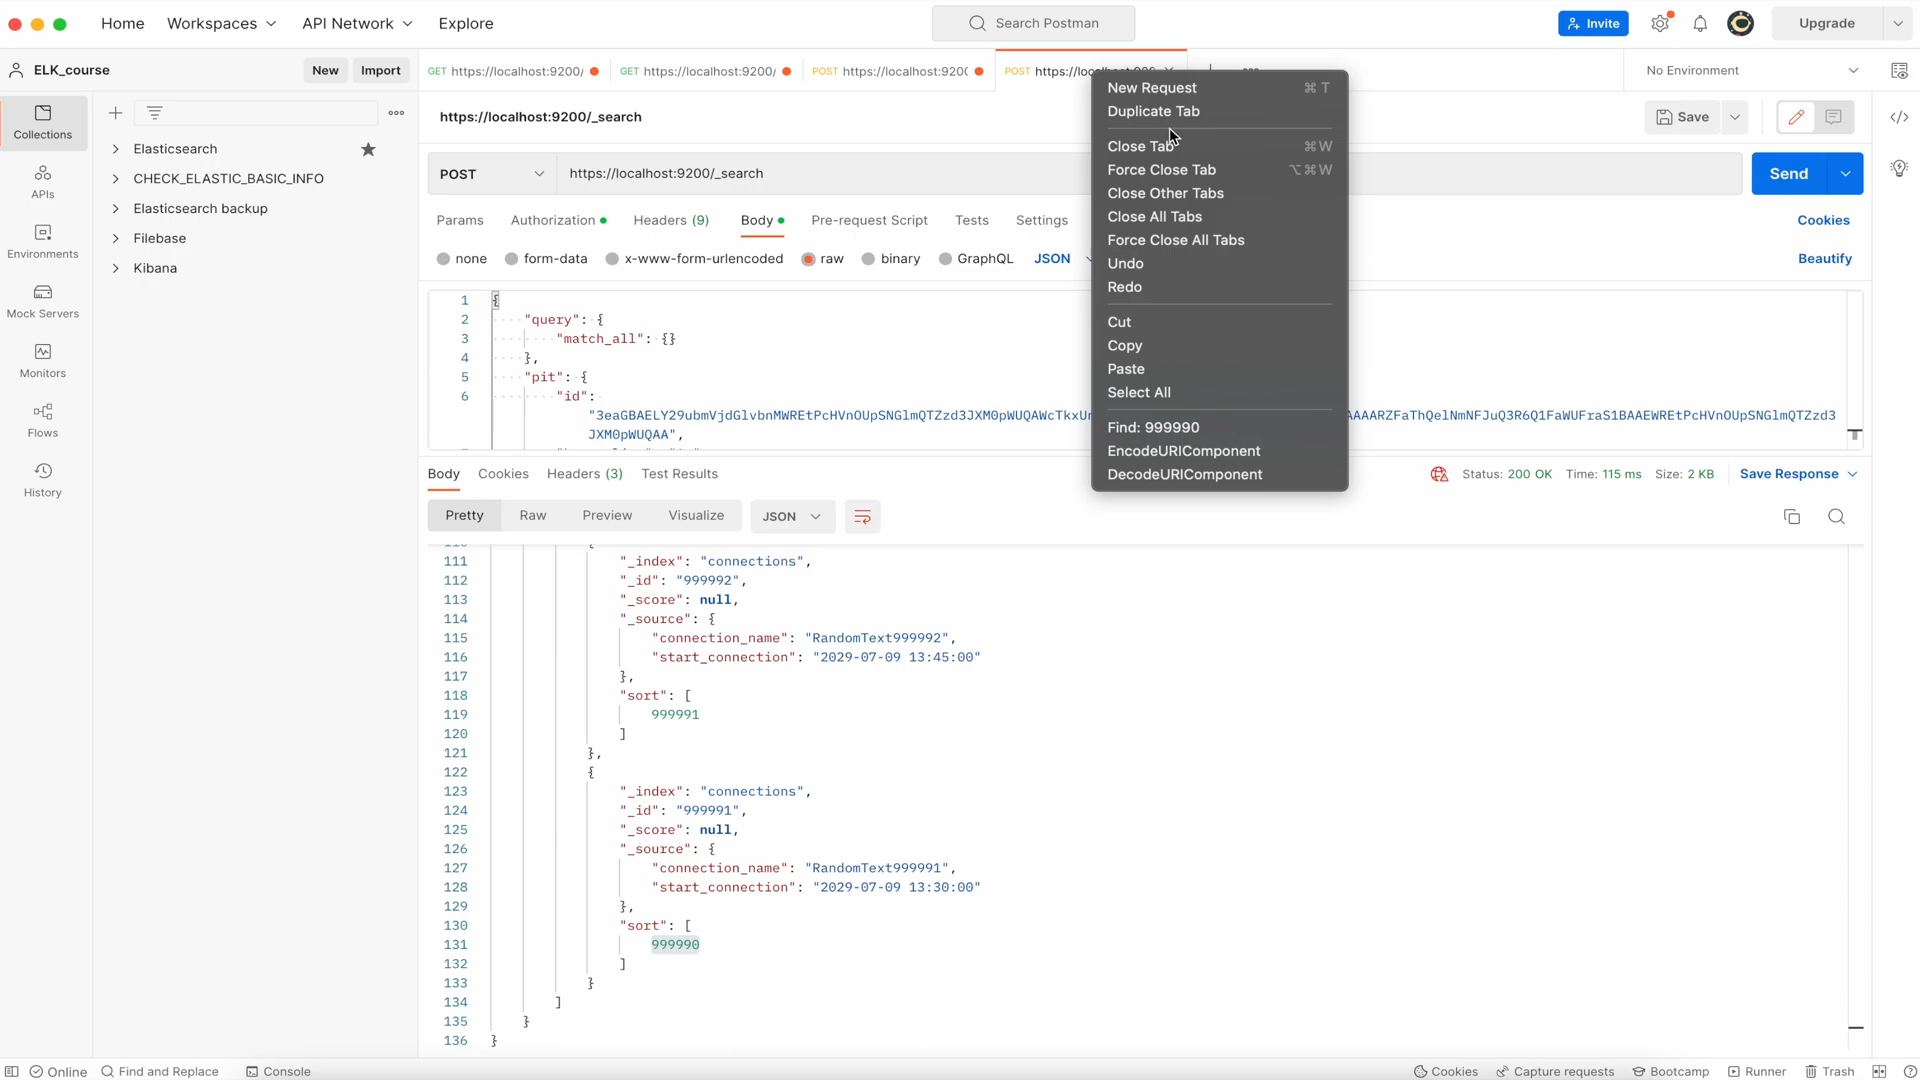 Home Workspaces API Network Explore Search Postman Invite Upgrade
ELK_course New Import
GET https://localhost:9200/ GET https://localhost:9200/ POST https://localhost:920( POST No Environment
https://localhost:9200/_search Save
POST https://localhost:9200/_search Send
Params Authorization Headers (9) Body Pre-request Script Tests Settings Cookies
none form-data x-www-form-urlencoded raw binary GraphQL JSON Beautify
Collections
APIs
Environments
Mock Servers
Monitors
Flows
History
Elasticsearch
CHECK_ELASTIC_BASIC_INFO
Elasticsearch backup
Filebase
Kibana
1 {
2 "query": {
3 "match_all": {}
4 },
5 "pit": {
6 "id":
JXM0pWUQAA",
New Request ⌘ T
Duplicate Tab
Close Tab ⌘ W
Force Close Tab ⌥ ⌘ W
Close Other Tabs
Close All Tabs
Force Close All Tabs
Undo
Redo
Cut
Copy
Paste
Select All
Find: 999990
EncodeURIComponent
DecodeURIComponent
Body Cookies Headers (3) Test Results Status: 200 OK Time: 115 ms Size: 2 KB Save Response
Pretty Raw Preview Visualize JSON
111 "_index": "connections",
112 "_id": "999992",
113 "_score": null,
114 "_source": {
115 "connection_name": "RandomText999992",
116 "start_connection": "2029-07-09 13:45:00"
117 },
118 "sort": [
119 999991
120 ]
121 },
122 {
123 "_index": "connections",
124 "_id": "999991",
125 "_score": null,
126 "_source": {
127 "connection_name": "RandomText999991",
128 "start_connection": "2029-07-09 13:30:00"
129 },
130 "sort": [
131 999990
132 ]
133 }
134 ]
135 }
136 }
Online Find and Replace Console Cookies Capture requests Bootcamp Runner Trash